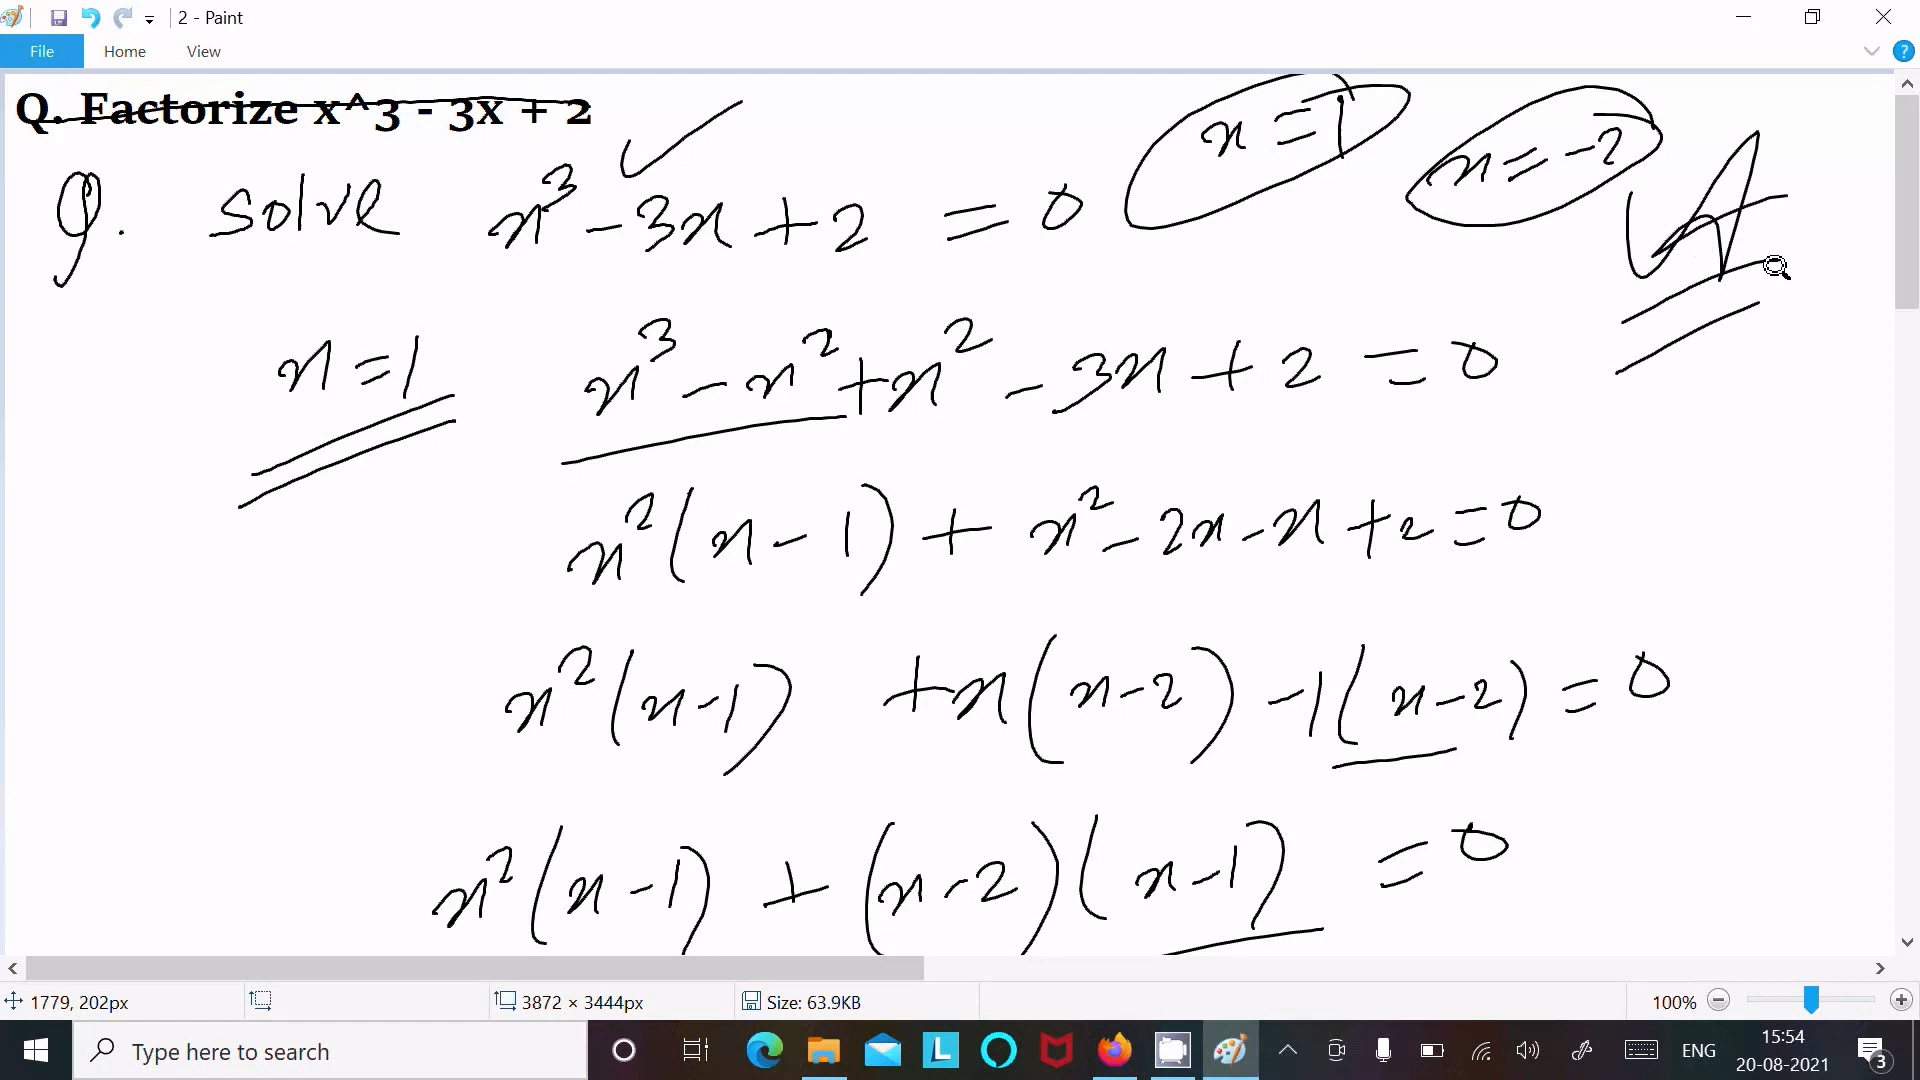 2 - Paint
File Home View
Q. Factorize x^3 - 3x + 2
x = 1
x = -2
Q. solve x³ - 3x + 2 = 0
x = 1
x³ - x² + x² - 3x + 2 = 0
x² (x - 1) + x² - 2x - x + 2 = 0
x² (x - 1) + x (x - 2) - 1 (x - 2) = 0
x² (x - 1) + (x - 2) (x - 1) = 0
1779, 202px 3872 × 3444px Size: 63.9KB 100%
Type here to search ENG 15:54
20-08-2021 3